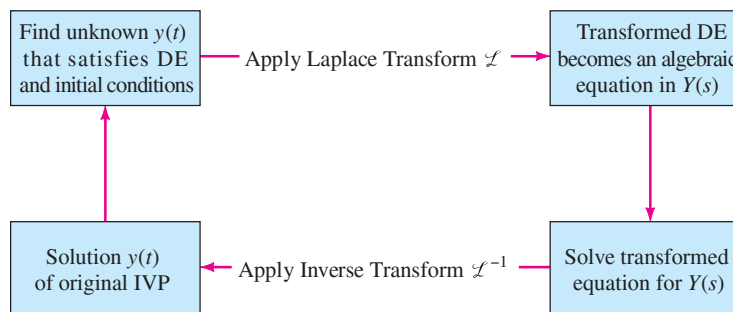 Find unknown y(t)
that satisfies DE
and initial conditions
Apply Laplace Transform ℒ
Transformed DE
becomes an algebraic
equation in Y(s)
Solution y(t)
of original IVP
Apply Inverse Transform ℒ⁻¹
Solve transformed
equation for Y(s)